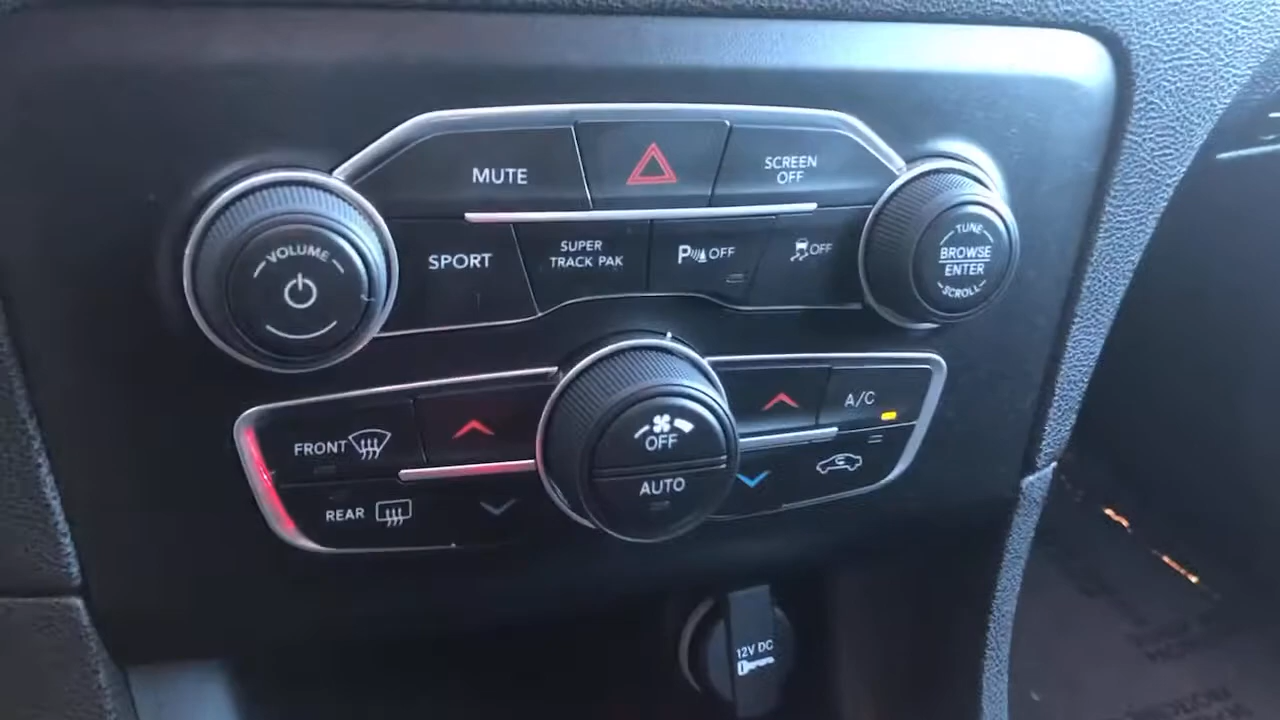 MUTE
SCREEN
OFF
VOLUME
SPORT
SUPER
TRACK PAK
P OFF
OFF
TUNE
BROWSE
ENTER
SCROLL
FRONT
OFF
A/C
REAR
AUTO
12V DC